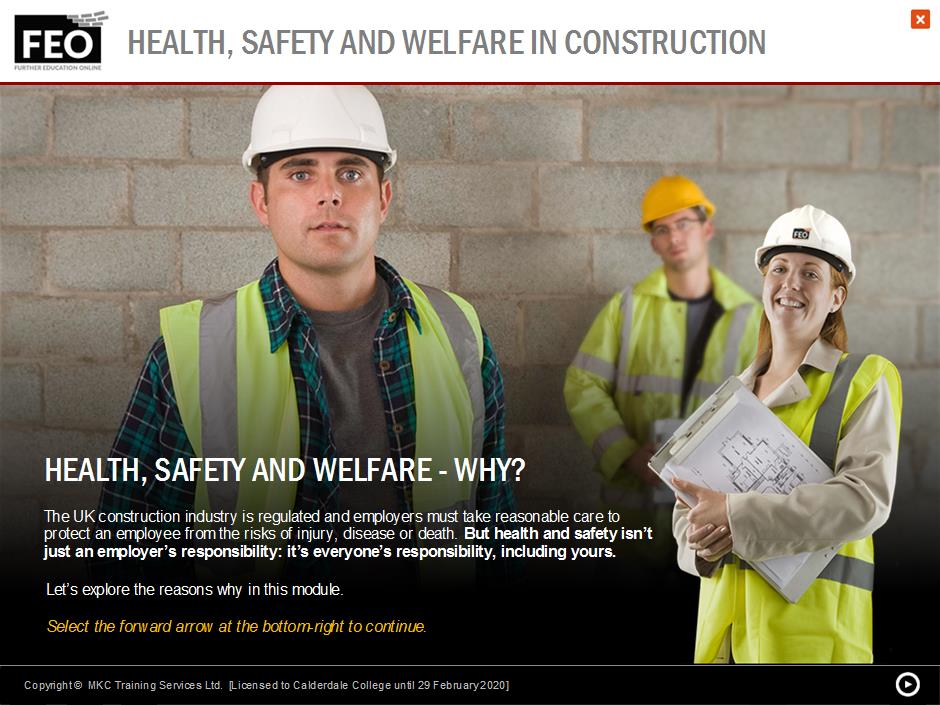 FEO
FURTHER EDUCATION ONLINE
HEALTH, SAFETY AND WELFARE IN CONSTRUCTION
FEO
HEALTH, SAFETY AND WELFARE - WHY?
The UK construction industry is regulated and employers must take reasonable care to
protect an employee from the risks of injury, disease or death. But health and safety isn't
just an employer's responsibility: it's everyone's responsibility, including yours.
Let's explore the reasons why in this module.
Select the forward arrow at the bottom-right to continue.
Copyright © MKC Training Services Ltd. [Licensed to Calderdale College until 29 February 2020]